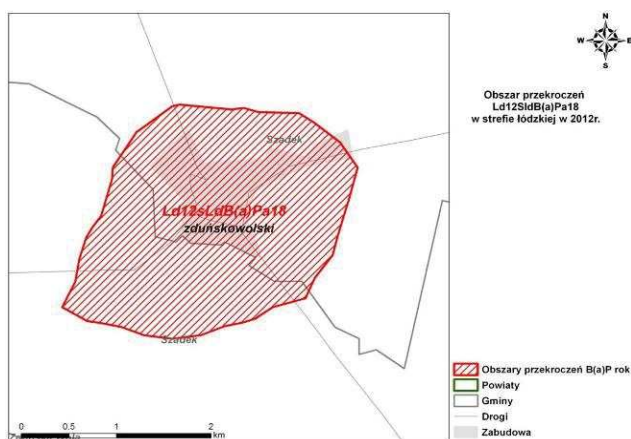 N
W E
S
Obszar przekroczeń
Ld12SldB(a)Pa18
w strefie łódzkiej w 2012r.
Szadek
Ld12sLdB(a)Pa18
zduńskowolski
Szadek
Obszary przekroczeń B(a)P rok
Powiaty
Gminy
Drogi
Zabudowa
0 0.5 1 2
km